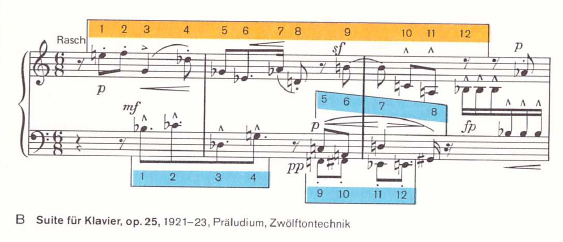 1 2 3 4 5 6 7 8 9 10 11 12
Rasch
sf
p
p
mf
5 6 7 8
p
fp
1 2 3 4
pp
9 10 11 12
B Suite für Klavier, op. 25, 1921–23, Präludium, Zwölftontechnik